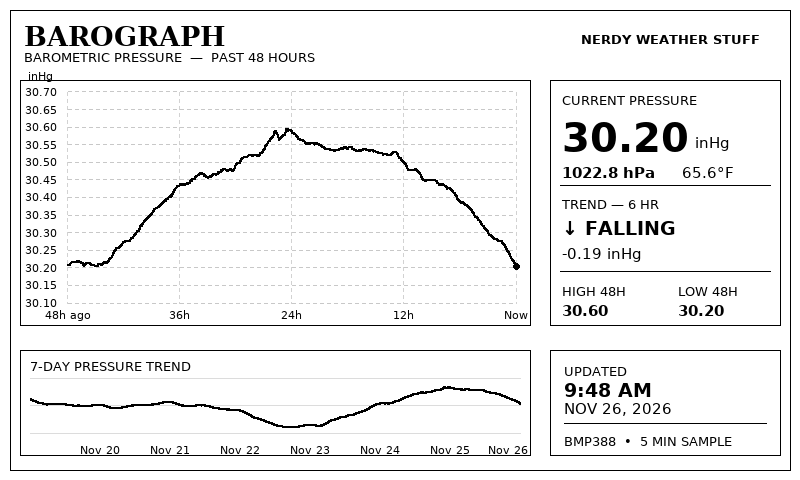 BAROGRAPH
BAROMETRIC PRESSURE — PAST 48 HOURS
NERDY WEATHER STUFF
inHg
30.70
30.65
30.60
30.55
30.50
30.45
30.40
30.35
30.30
30.25
30.20
30.15
30.10
48h ago 36h 24h 12h Now
CURRENT PRESSURE
30.20 inHg
1022.8 hPa 65.6°F
TREND — 6 HR
↓ FALLING
-0.19 inHg
HIGH 48H LOW 48H
30.60 30.20
7-DAY PRESSURE TREND
Nov 20 Nov 21 Nov 22 Nov 23 Nov 24 Nov 25 Nov 26
UPDATED
9:48 AM
NOV 26, 2026
BMP388 • 5 MIN SAMPLE